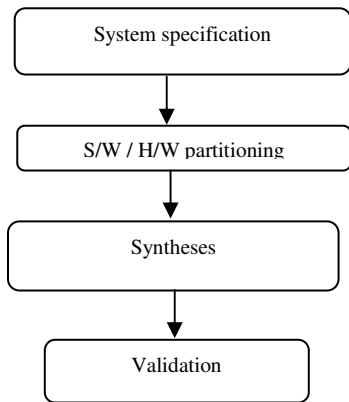 System specification
S/W / H/W partitioning
Syntheses
Validation